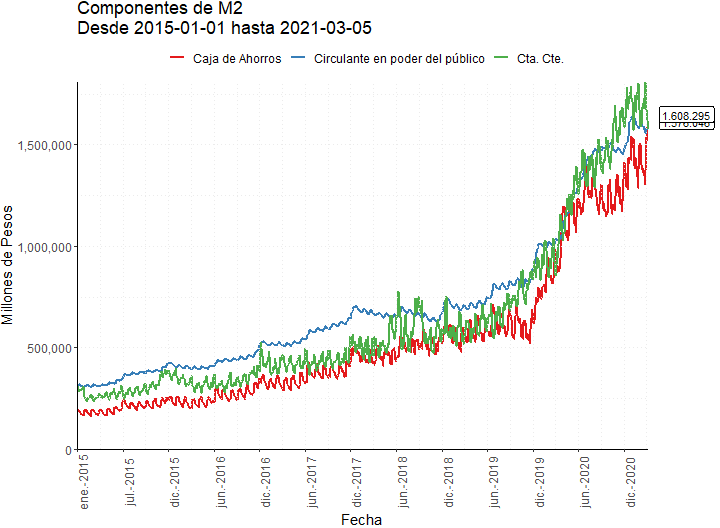 Componentes de M2
Desde 2015-01-01 hasta 2021-03-05
Caja de Ahorros Circulante en poder del público Cta. Cte.
Millones de Pesos
1,500,000
1,000,000
500,000
0
1.608.295
ene.-2015
jul.-2015
dic.-2015
jun.-2016
dic.-2016
jun.-2017
dic.-2017
jun.-2018
dic.-2018
jun.-2019
dic.-2019
jun.-2020
dic.-2020
Fecha